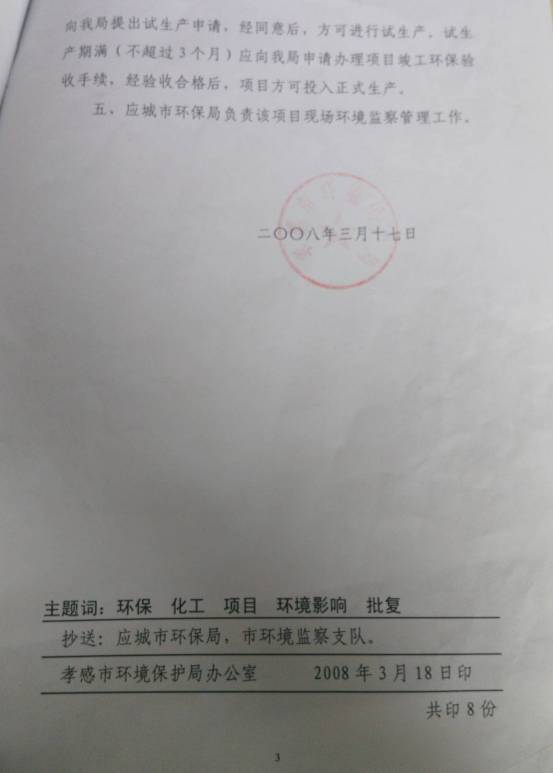 向我局提出试生产申请，经同意后，方可进行试生产。试生
产期满（不超过3个月）应向我局申请办理项目竣工环保验
收手续，经验收合格后，项目方可投入正式生产。
五、应城市环保局负责该项目现场环境监察管理工作。
二〇〇八年三月十七日
主题词：环保 化工 项目 环境影响 批复
抄送：应城市环保局，市环境监察支队。
孝感市环境保护局办公室 2008年3月18日印
共印8份
3